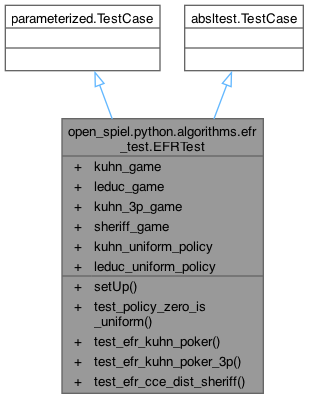 parameterized.TestCase
absltest.TestCase
open_spiel.python.algorithms.efr
_test.EFRTest
+ kuhn_game
+ leduc_game
+ kuhn_3p_game
+ sheriff_game
+ kuhn_uniform_policy
+ leduc_uniform_policy
+ setUp()
+ test_policy_zero_is
_uniform()
+ test_efr_kuhn_poker()
+ test_efr_kuhn_poker_3p()
+ test_efr_cce_dist_sheriff()